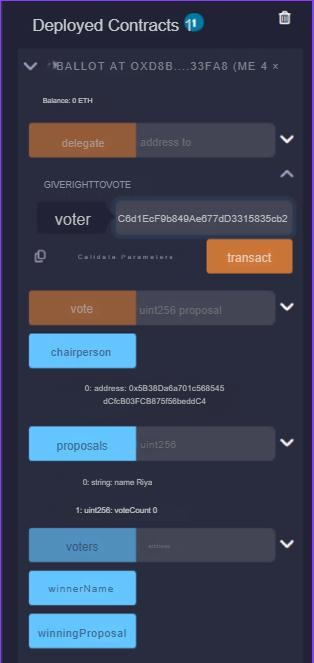 Deployed Contracts 1
BALLOT AT 0XD8B....33FA8 (ME 4 ×
Balance: 0 ETH
delegate address to
GIVERIGHTTOVOTE
voter C6d1EcF9b849Ae677dD3315835cb2
Calldata Parameters
transact
vote uint256 proposal
chairperson
0: address: 0x5B38Da6a701c568545
dCfcB03FCB875f56beddC4
proposals uint256
0: string: name Riya
1: uint256: voteCount 0
voters address
winnerName
winningProposal